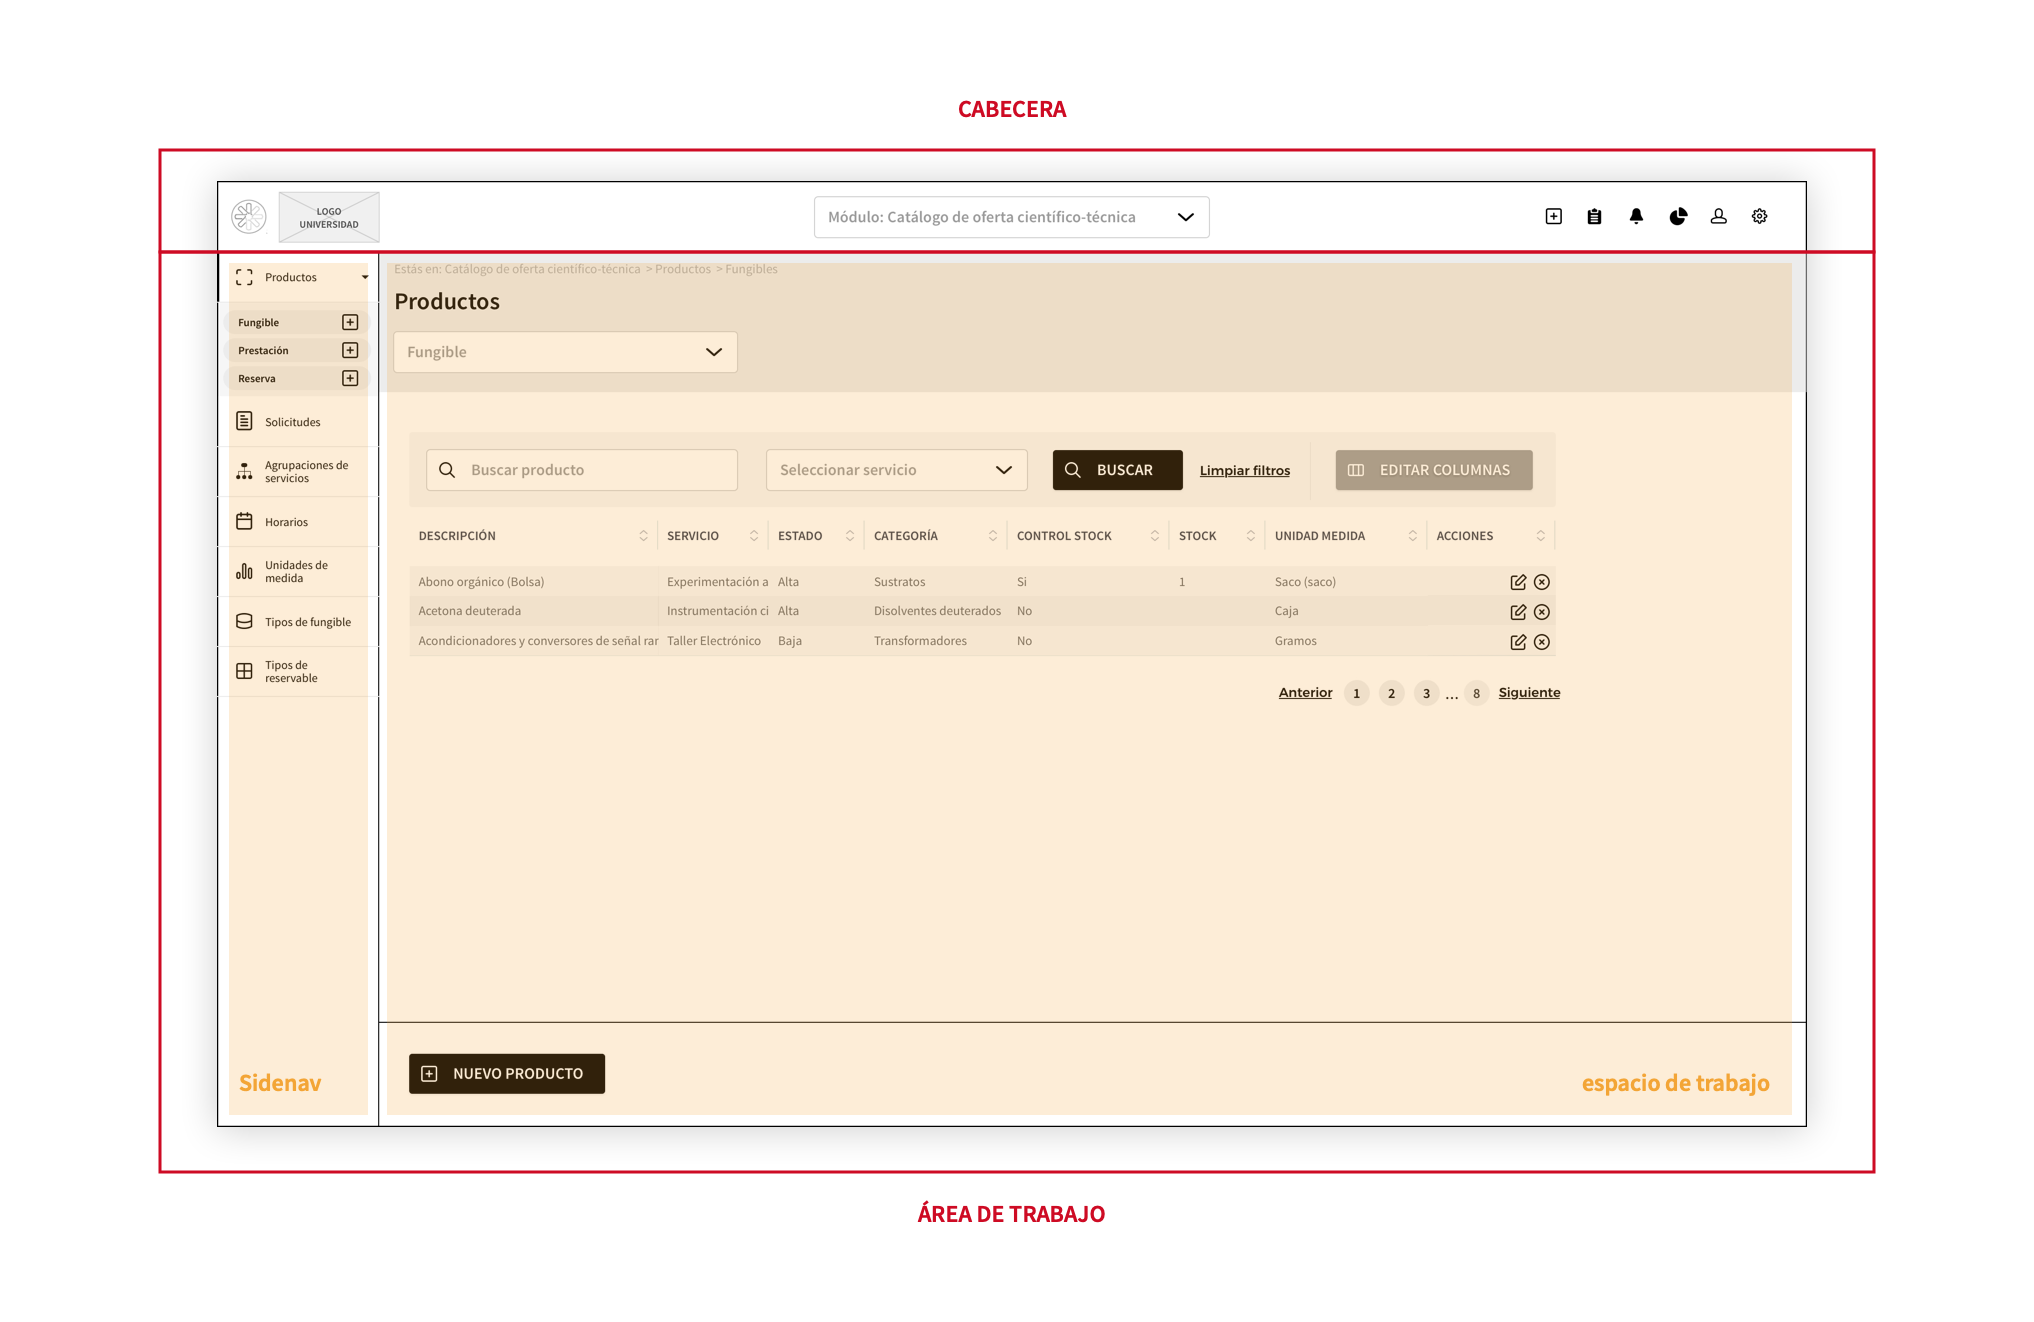 CABECERA
LOGO
UNIVERSIDAD
Módulo: Catálogo de oferta científico-técnica
Productos
Fungible
Prestación
Reserva
Solicitudes
Agrupaciones de
servicios
Horarios
Unidades de
medida
Tipos de fungible
Tipos de
reservable
Sidenav
Estás en: Catálogo de oferta científico-técnica > Productos > Fungibles
Productos
Fungible
Buscar producto
Seleccionar servicio
BUSCAR
Limpiar filtros
EDITAR COLUMNAS
DESCRIPCIÓN SERVICIO ESTADO CATEGORÍA CONTROL STOCK STOCK UNIDAD MEDIDA ACCIONES
Abono orgánico (Bolsa) Experimentación a Alta Sustratos Si 1 Saco (saco)
Acetona deuterada Instrumentación ci Alta Disolventes deuterados No Caja
Acondicionadores y conversores de señal rar Taller Electrónico Baja Transformadores No Gramos
Anterior 1 2 3 ... 8 Siguiente
NUEVO PRODUCTO
espacio de trabajo
ÁREA DE TRABAJO